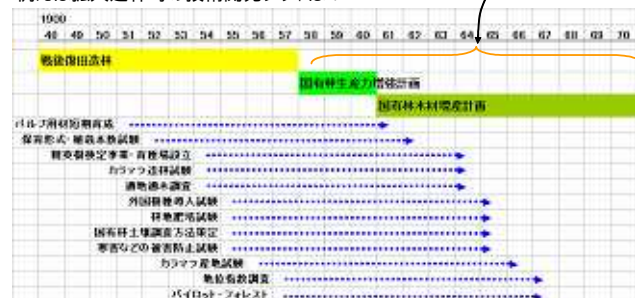 1900
48 49 50 51 52 53 54 55 56 57 58 59 60 61 62 63 64 65 66 67 68 69 70
戦後復旧造林
国有林生産力増強計画
国有林木材増産計画
パルプ用材短期育成
保育形式・植栽本数試験
精英樹検定事業・育種場設立
カラマツ造林試験
適地適木調査
外国樹種導入試験
林地肥培試験
国有林土壌調査方法策定
寒害などの被害防止試験
カラマツ産地試験
地位指数調査
パイロット・フォレスト